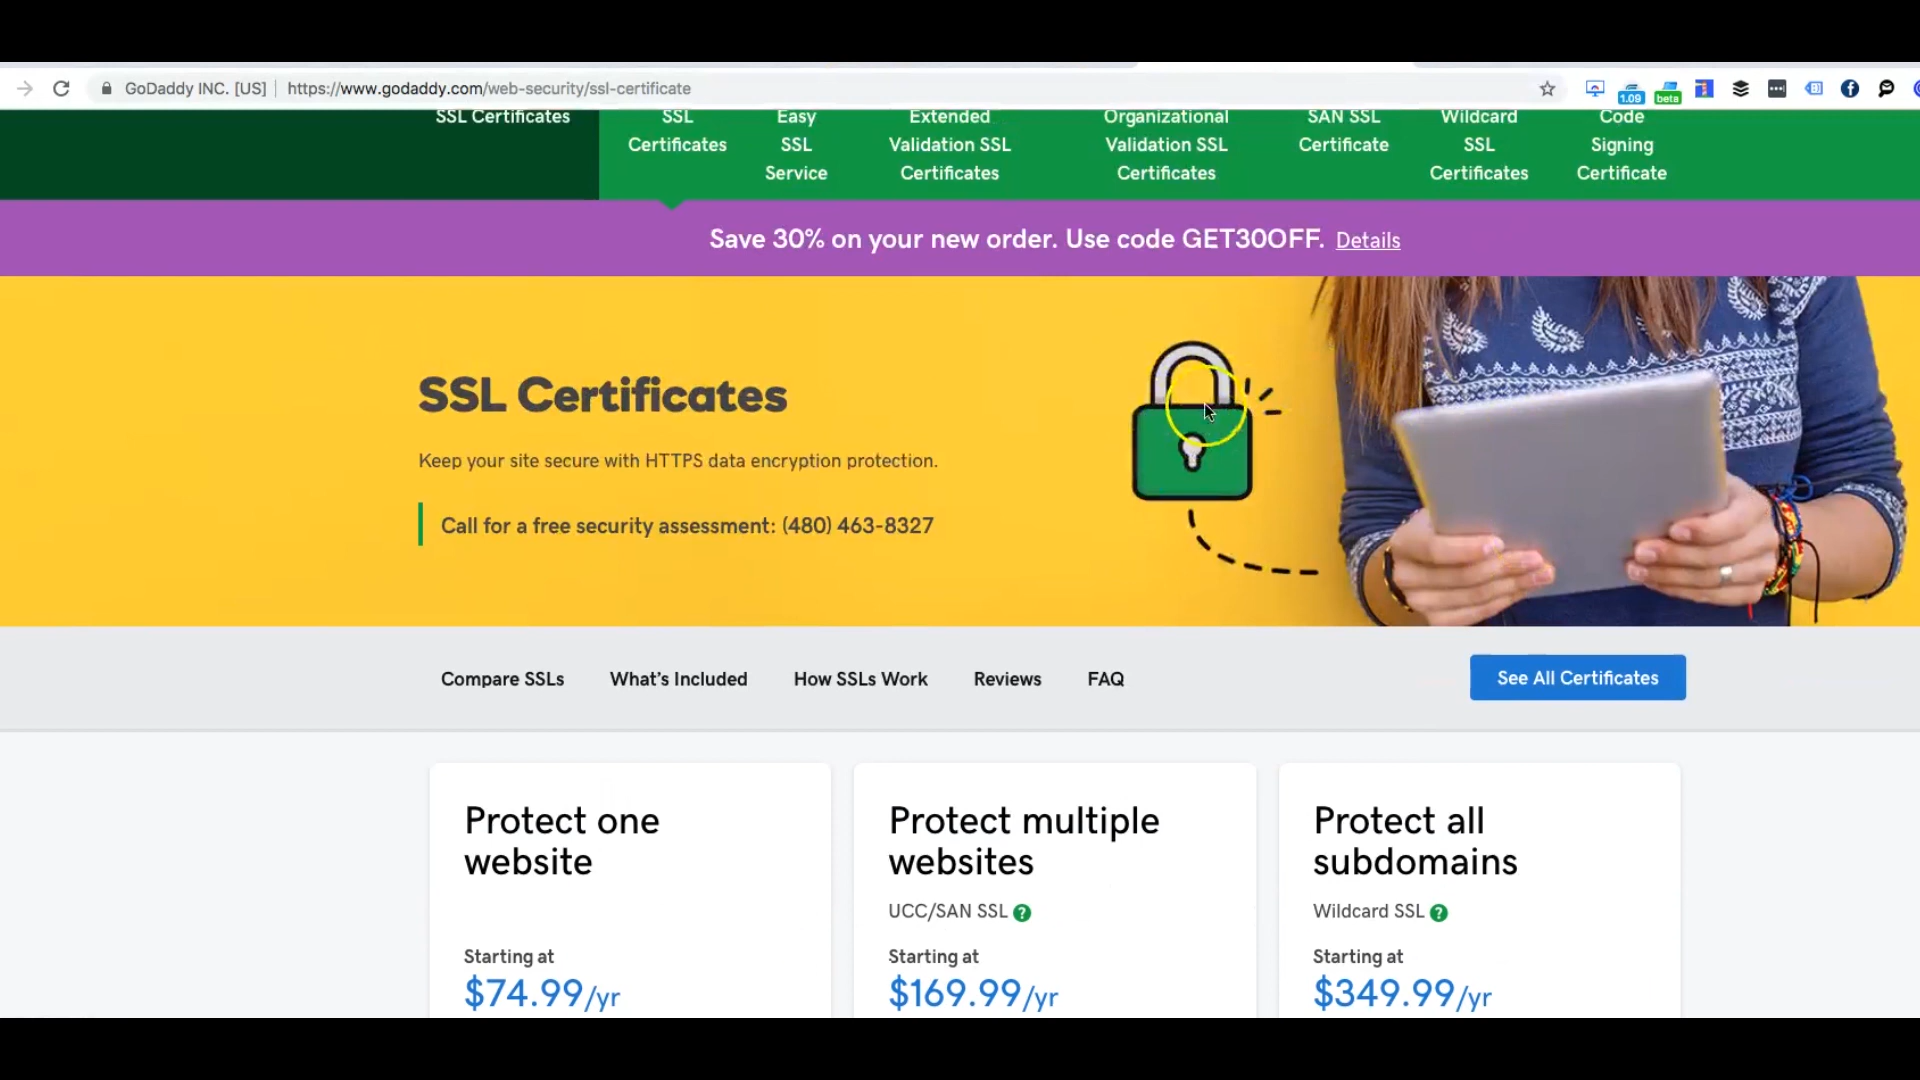 GoDaddy INC. [US] | https://www.godaddy.com/web-security/ssl-certificate
1.09
beta
SSL Certificates
SSL
Certificates
Easy
SSL
Service
Extended
Validation SSL
Certificates
Organizational
Validation SSL
Certificates
SAN SSL
Certificate
Wildcard
SSL
Certificates
Code
Signing
Certificate
Save 30% on your new order. Use code GET30OFF. Details
SSL Certificates
Keep your site secure with HTTPS data encryption protection.
Call for a free security assessment: (480) 463-8327
Compare SSLs
What's Included
How SSLs Work
Reviews
FAQ
See All Certificates
Protect one
website
Starting at
$74.99/yr
Protect multiple
websites
UCC/SAN SSL ?
Starting at
$169.99/yr
Protect all
subdomains
Wildcard SSL ?
Starting at
$349.99/yr